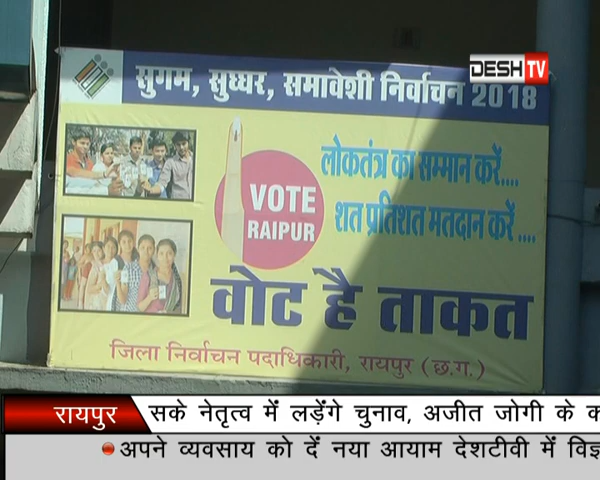 DESH TV
सुगम, सुघ्घर, समावेशी निर्वाचन 2018
लोकतंत्र का सम्मान करें....
शत प्रतिशत मतदान करें ....
VOTE
RAIPUR
वोट है ताकत
जिला निर्वाचन पदाधिकारी, रायपुर (छ.ग.)
रायपुर
सके नेतृत्व में लड़ेंगे चुनाव, अजीत जोगी के क
अपने व्यवसाय को दें नया आयाम देशटीवी में विज्ञ